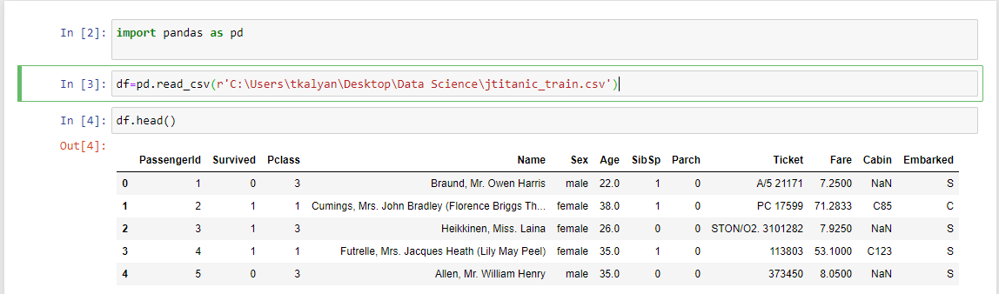 In [2]: import pandas as pd
In [3]: df=pd.read_csv(r'C:\Users\tkalyan\Desktop\Data Science\jtitanic_train.csv')
In [4]: df.head()
Out[4]:
PassengerId Survived Pclass Name Sex Age SibSp Parch Ticket Fare Cabin Embarked
0 1 0 3 Braund, Mr. Owen Harris male 22.0 1 0 A/5 21171 7.2500 NaN S
1 2 1 1 Cumings, Mrs. John Bradley (Florence Briggs Th... female 38.0 1 0 PC 17599 71.2833 C85 C
2 3 1 3 Heikkinen, Miss. Laina female 26.0 0 0 STON/O2. 3101282 7.9250 NaN S
3 4 1 1 Futrelle, Mrs. Jacques Heath (Lily May Peel) female 35.0 1 0 113803 53.1000 C123 S
4 5 0 3 Allen, Mr. William Henry male 35.0 0 0 373450 8.0500 NaN S